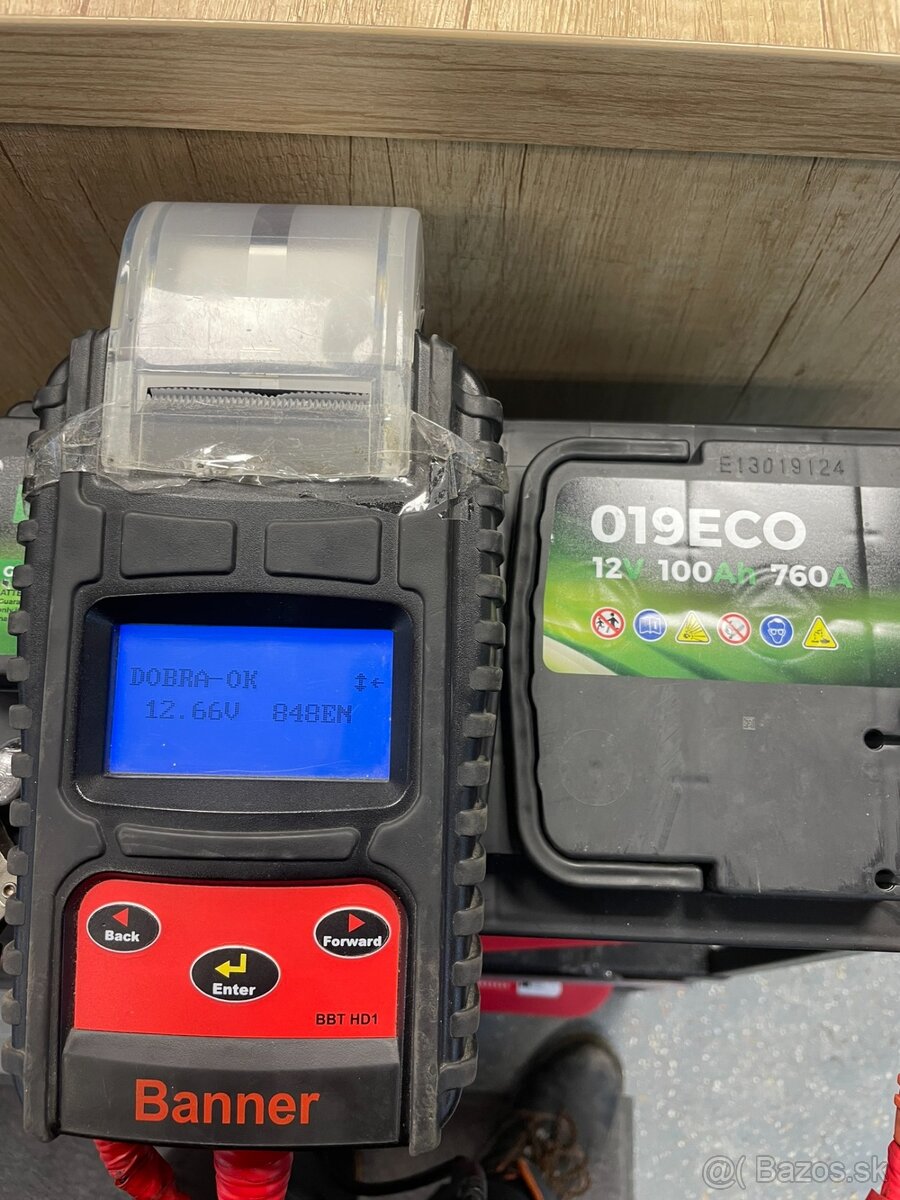 E13019124
019ECO
12V 100Ah 760A
DOBRA-OK
12.66V 848EN
Back
Forward
Enter
BBT HD1
Banner
@( Bazos.sk